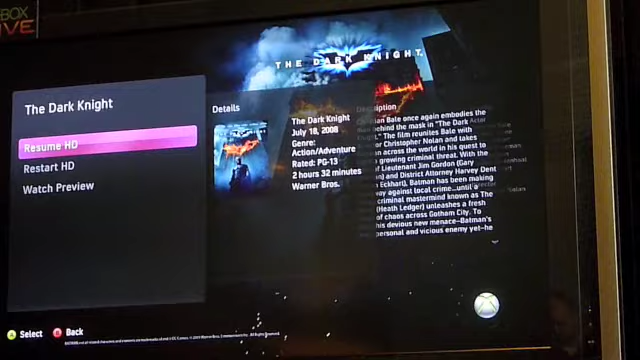 XBOX
LIVE
THE DARK KNIGHT
The Dark Knight
Resume HD
Restart HD
Watch Preview
Details
The Dark Knight
July 18, 2008
Genre:
Action/Adventure
Rated: PG-13
2 hours 32 minutes
Warner Bros.
Description
Bale once again embodies the
behind the mask in "The Dark
The film reunites Bale with
Christopher Nolan and takes
across the world in his quest to
growing criminal threat. With the
of Lieutenant Jim Gordon (Gary
and District Attorney Harvey Dent
Eckhart), Batman has been making
against local crime...until a
criminal mastermind known as The
(Heath Ledger) unleashes a fresh
of chaos across Gotham City. To
his devious new menace-Batman's
personal and vicious enemy yet-he
A Select B Back